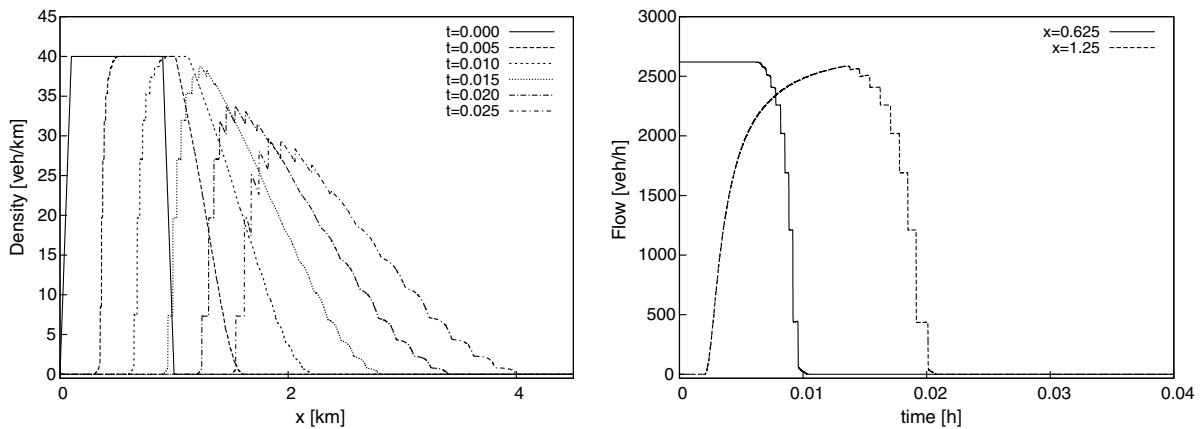 45
40
35
30
25
20
15
10
5
0
Density [veh/km]
0
2
4
x [km]
t=0.000
t=0.005
t=0.010
t=0.015
t=0.020
t=0.025
3000
2500
2000
1500
1000
500
0
Flow [veh/h]
0
0.01
0.02
0.03
0.04
time [h]
x=0.625
x=1.25